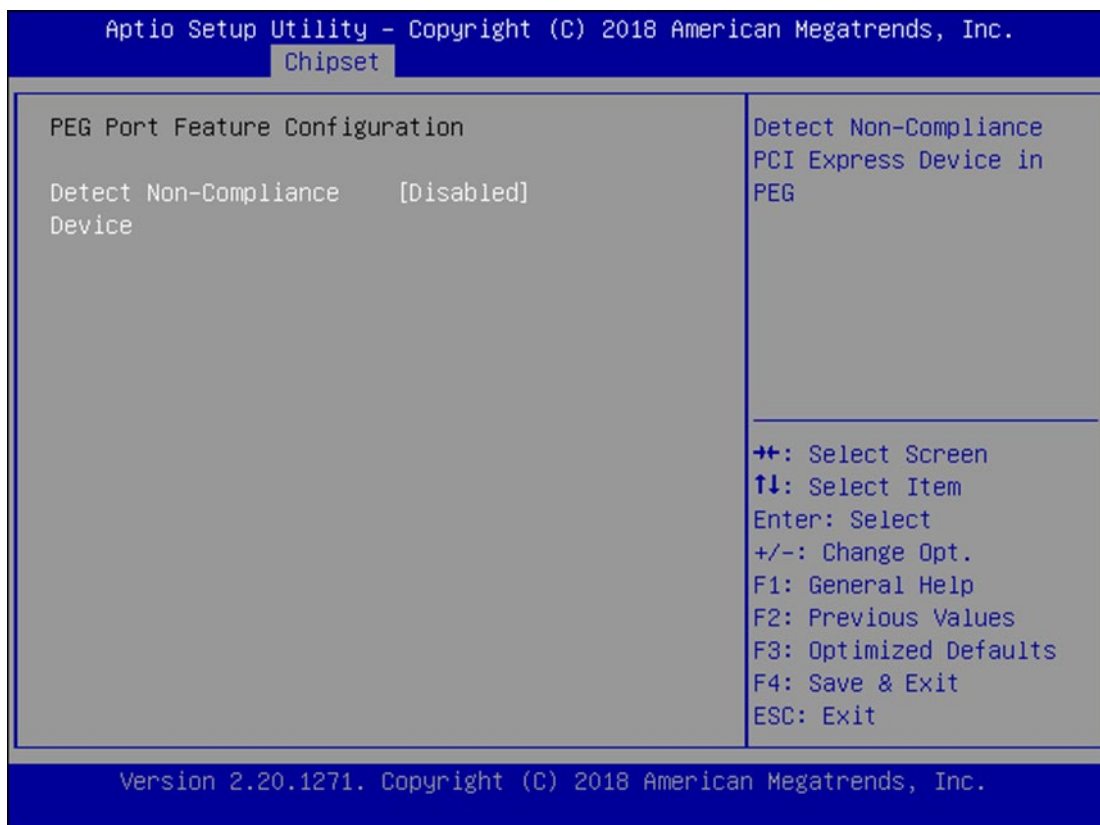 Aptio Setup Utility – Copyright (C) 2018 American Megatrends, Inc.
Chipset
PEG Port Feature Configuration
Detect Non-Compliance [Disabled]
Device
Detect Non-Compliance
PCI Express Device in
PEG
→←: Select Screen
↑↓: Select Item
Enter: Select
+/-: Change Opt.
F1: General Help
F2: Previous Values
F3: Optimized Defaults
F4: Save & Exit
ESC: Exit
Version 2.20.1271. Copyright (C) 2018 American Megatrends, Inc.